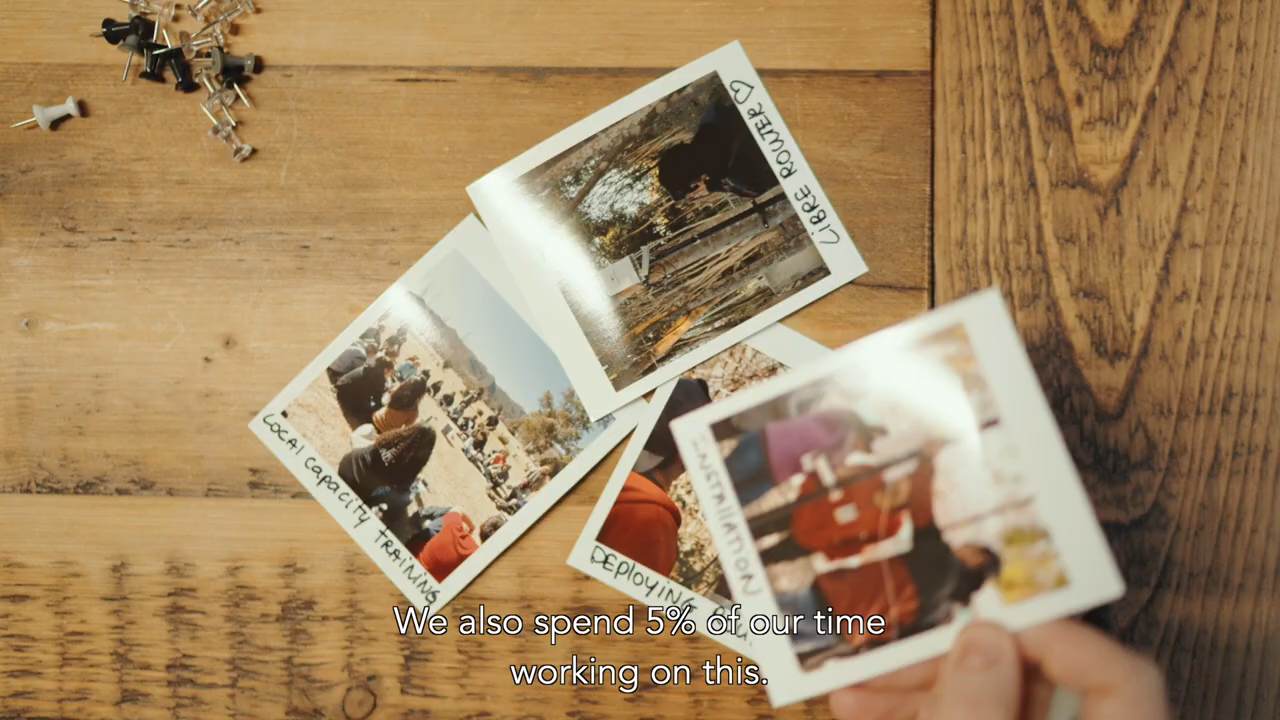 LIBRE ROUTER
LOCAl CAPACITY TRAiNiNG
DEPLOYING
INSTAllATION
We also spend 5% of our time
working on this.